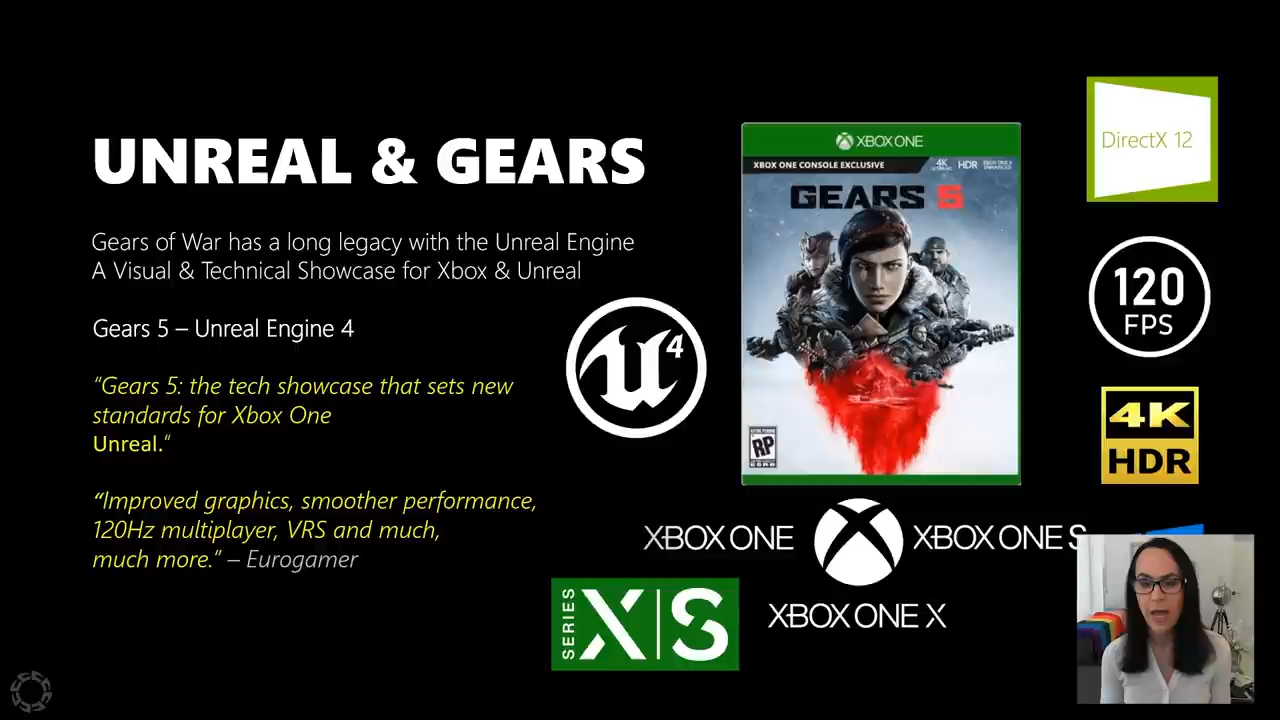 UNREAL & GEARS
Gears of War has a long legacy with the Unreal Engine
A Visual & Technical Showcase for Xbox & Unreal
Gears 5 – Unreal Engine 4
“Gears 5: the tech showcase that sets new
standards for Xbox One
Unreal.“
“Improved graphics, smoother performance,
120Hz multiplayer, VRS and much,
much more.” – Eurogamer
4
XBOX ONE
XBOX ONE CONSOLE EXCLUSIVE
4K
HDR
GEARS 5
RP
ESRB
DirectX 12
120
FPS
4K
HDR
XBOX ONE
XBOX ONE S
XBOX ONE X
SERIES
X|S